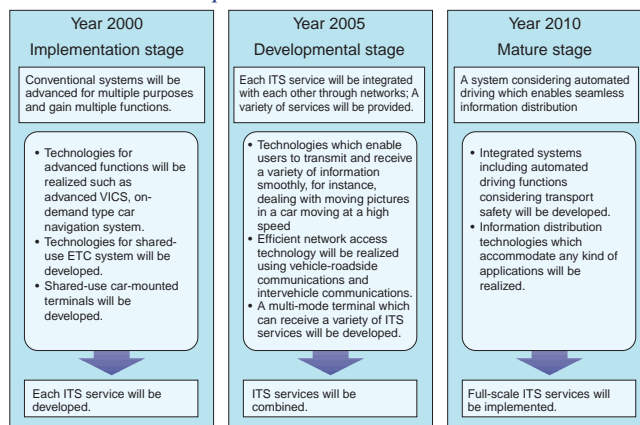 Year 2000
Implementation stage
Conventional systems will be
advanced for multiple purposes
and gain multiple functions.
• Technologies for
advanced functions will be
realized such as
advanced VICS, on-
demand type car
navigation system.
• Technologies for shared-
use ETC system will be
developed.
• Shared-use car-mounted
terminals will be
developed.
Each ITS service will be
developed.
Year 2005
Developmental stage
Each ITS service will be integrated
with each other through networks; A
variety of services will be provided.
• Technologies which enable
users to transmit and receive
a variety of information
smoothly, for instance,
dealing with moving pictures
in a car moving at a high
speed
• Efficient network access
technology will be realized
using vehicle-roadside
communications and
intervehicle communications.
• A multi-mode terminal which
can receive a variety of ITS
services will be developed.
ITS services will be
combined.
Year 2010
Mature stage
A system considering automated
driving which enables seamless
information distribution
• Integrated systems
including automated
driving functions
considering transport
safety will be developed.
• Information distribution
technologies which
accommodate any kind of
applications will be
realized.
Full-scale ITS services will
be implemented.